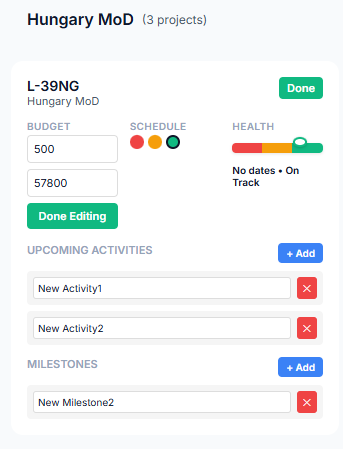 Hungary MoD (3 projects)
L-39NG
Done
Hungary MoD
BUDGET
SCHEDULE
HEALTH
500
57800
No dates • On
Track
Done Editing
UPCOMING ACTIVITIES
+ Add
New Activity1
×
New Activity2
×
MILESTONES
+ Add
New Milestone2
×